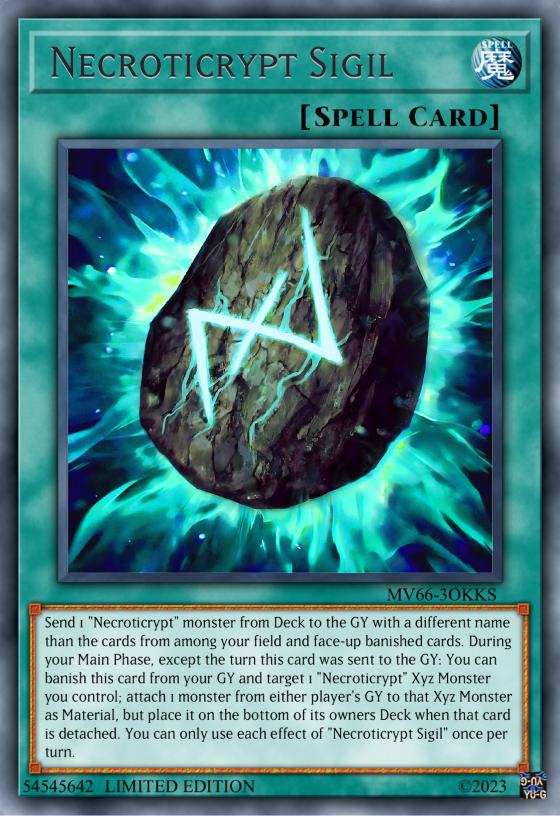 Necroticrypt Sigil
SPELL
魔
[Spell Card]
MV66-3OKKS
Send 1 "Necroticrypt" monster from Deck to the GY with a different name
than the cards from among your field and face-up banished cards. During
your Main Phase, except the turn this card was sent to the GY: You can
banish this card from your GY and target 1 "Necroticrypt" Xyz Monster
you control; attach 1 monster from either player's GY to that Xyz Monster
as Material, but place it on the bottom of its owners Deck when that card
is detached. You can only use each effect of "Necroticrypt Sigil" once per
turn.
54545642 LIMITED EDITION
©2023
YU-G
YU-G